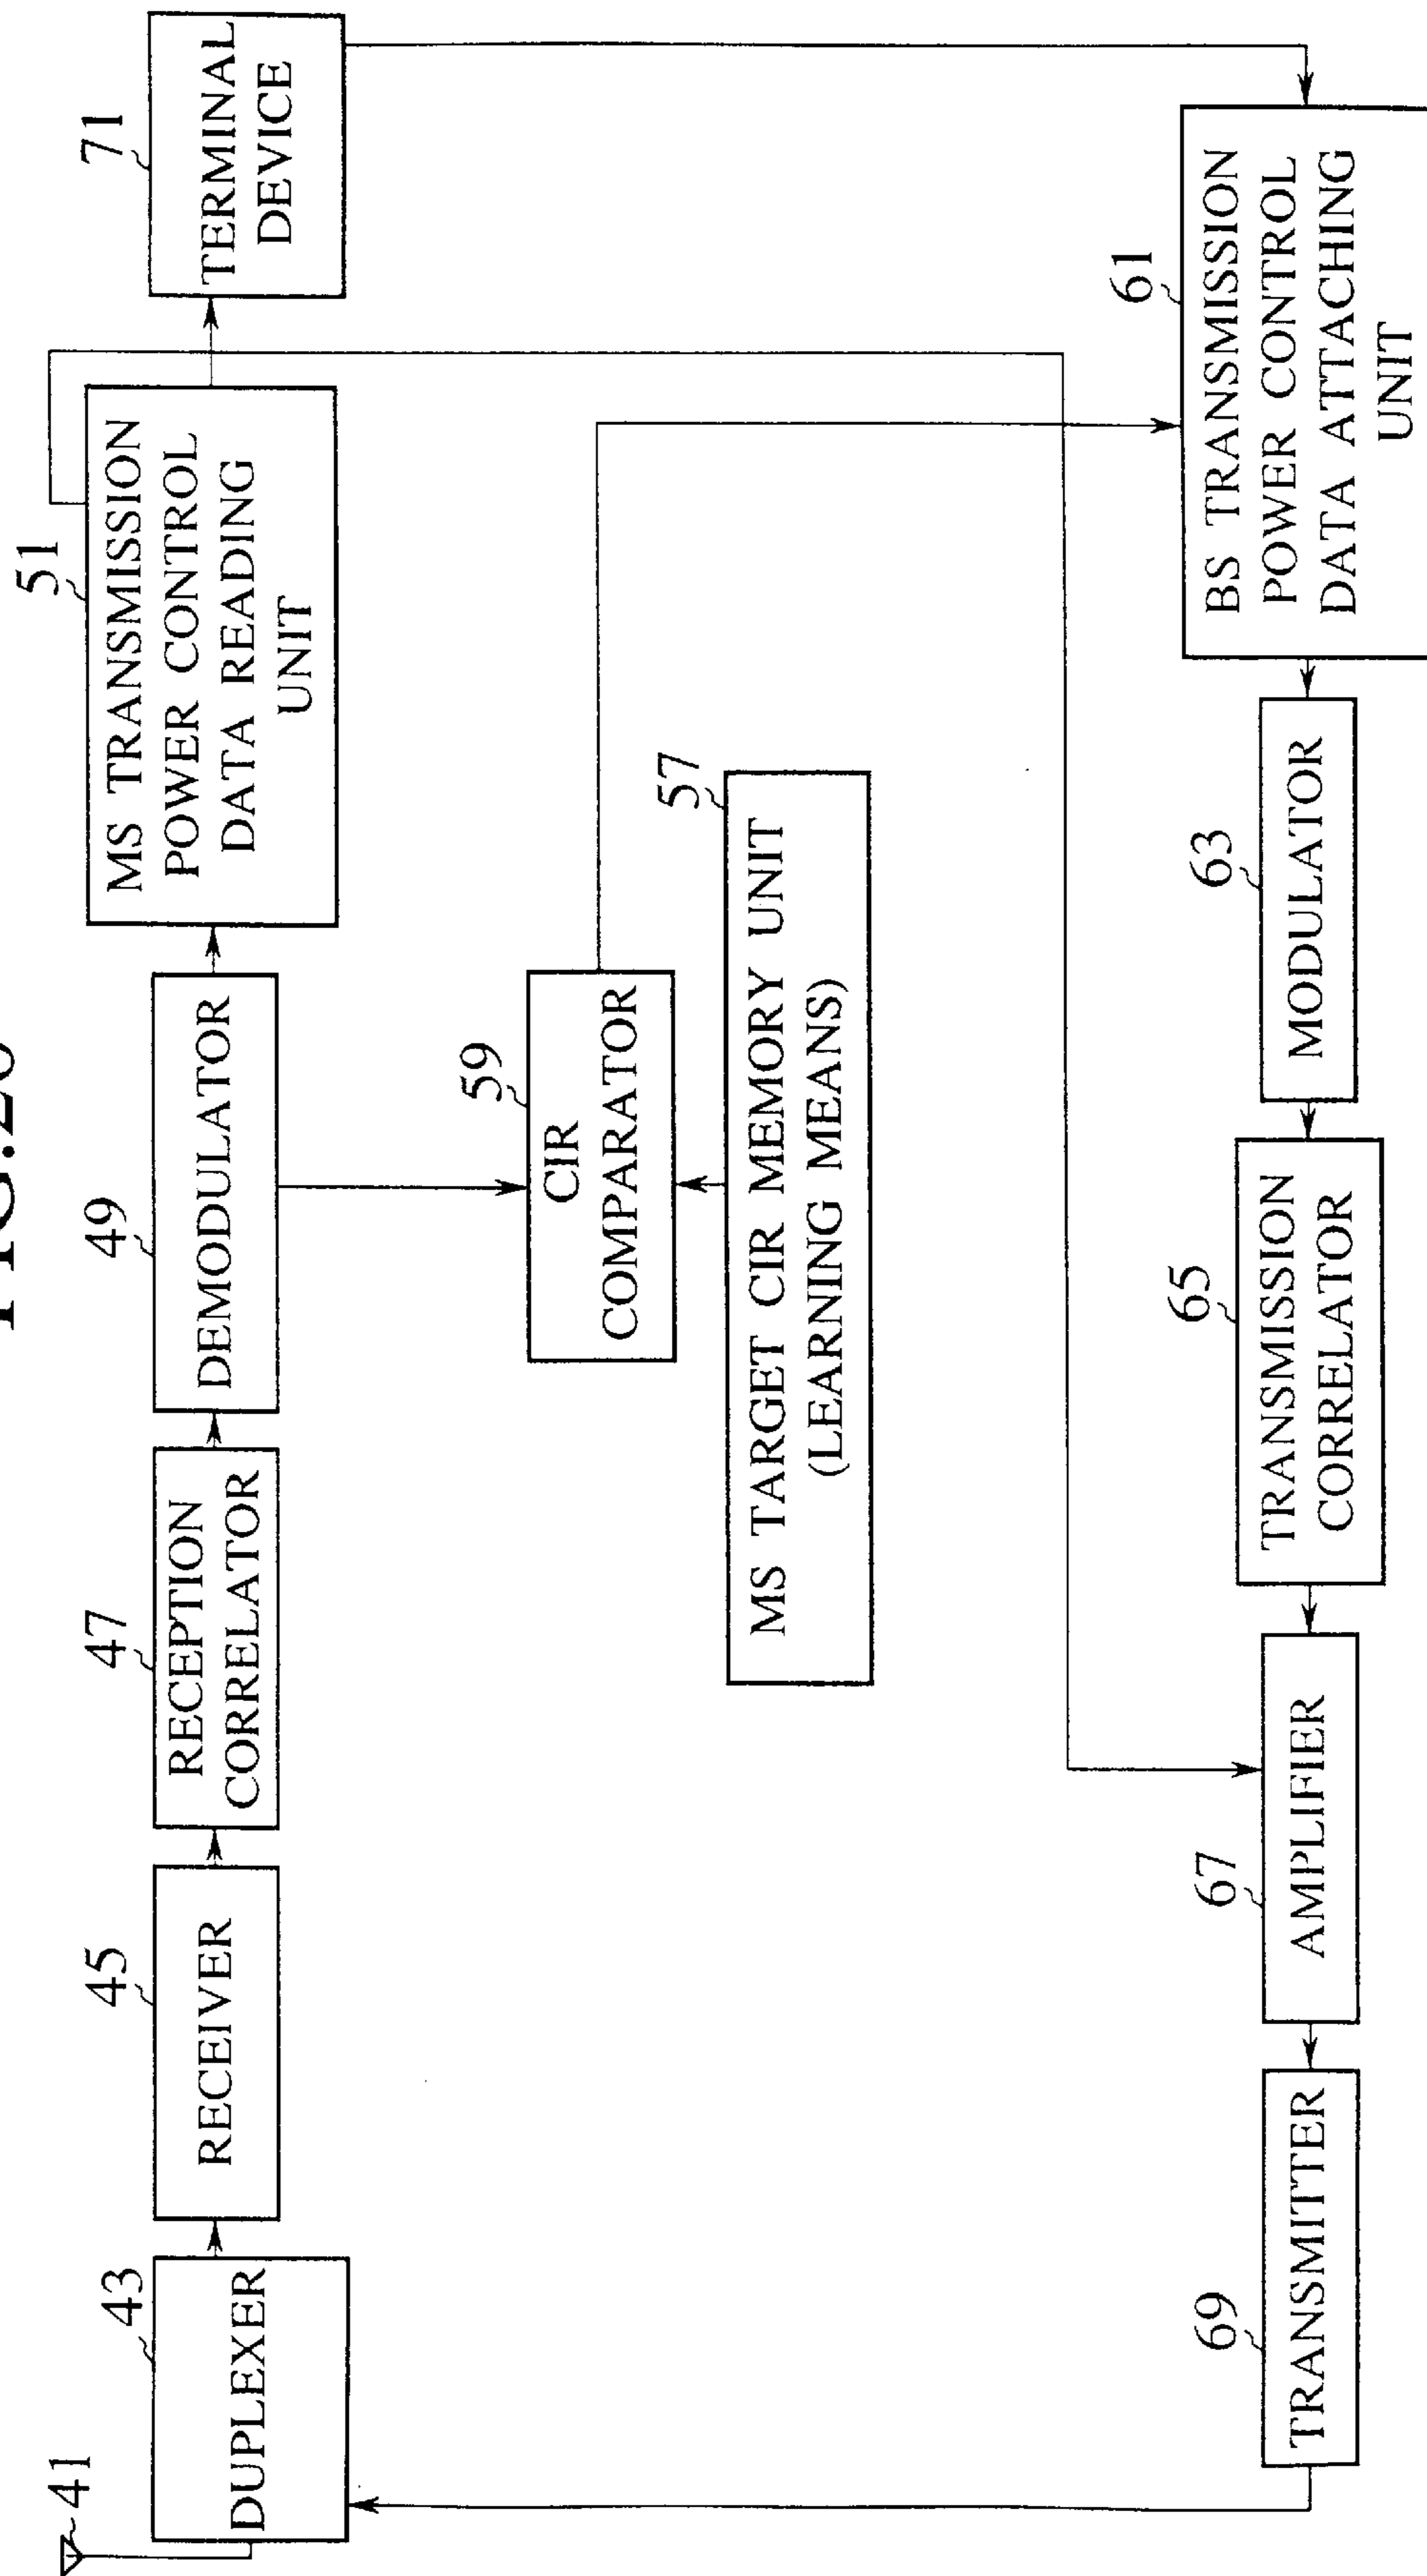 41
43
DUPLEXER
45
RECEIVER
47
RECEPTION
CORRELATOR
49
DEMODULATOR
51
MS TRANSMISSION
POWER CONTROL
DATA READING
UNIT
71
TERMINAL
DEVICE
59
CIR
COMPARATOR
57
MS TARGET CIR MEMORY UNIT
(LEARNING MEANS)
69
TRANSMITTER
67
AMPLIFIER
65
TRANSMISSION
CORRELATOR
63
MODULATOR
61
BS TRANSMISSION
POWER CONTROL
DATA ATTACHING
UNIT